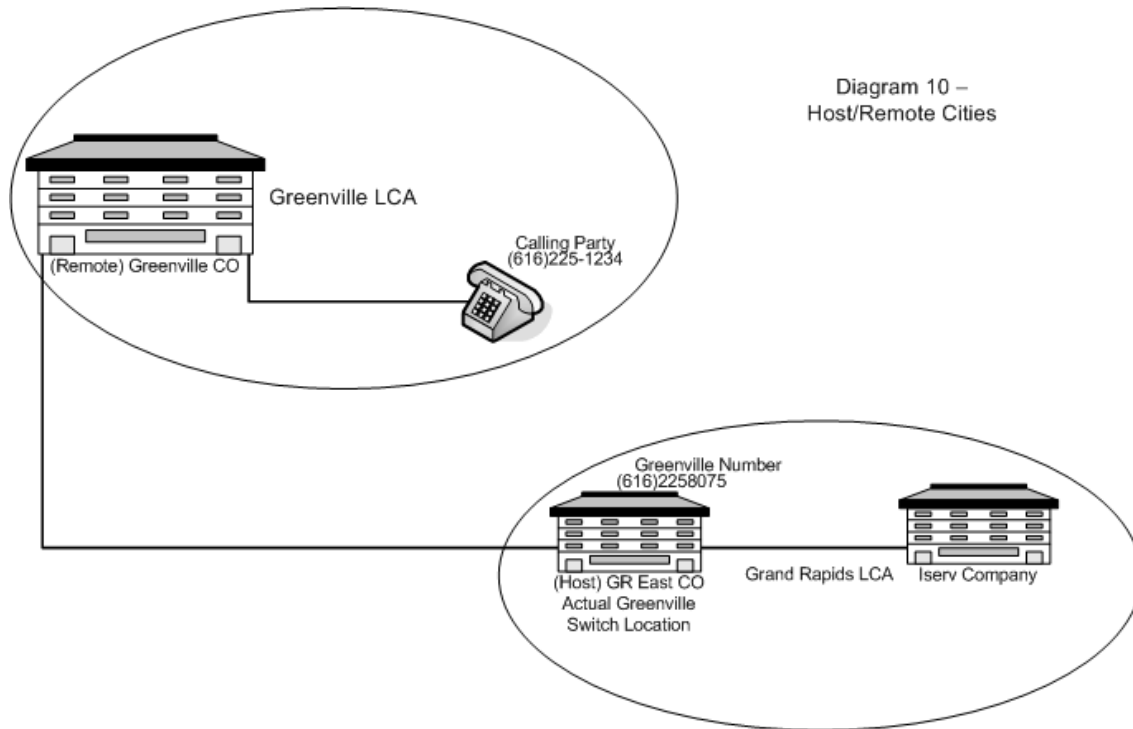 Diagram 10 –
Host/Remote Cities
Greenville LCA
(Remote) Greenville CO
Calling Party
(616)225-1234
Greenville Number
(616)2258075
(Host) GR East CO
Actual Greenville
Switch Location
Grand Rapids LCA
Iserv Company